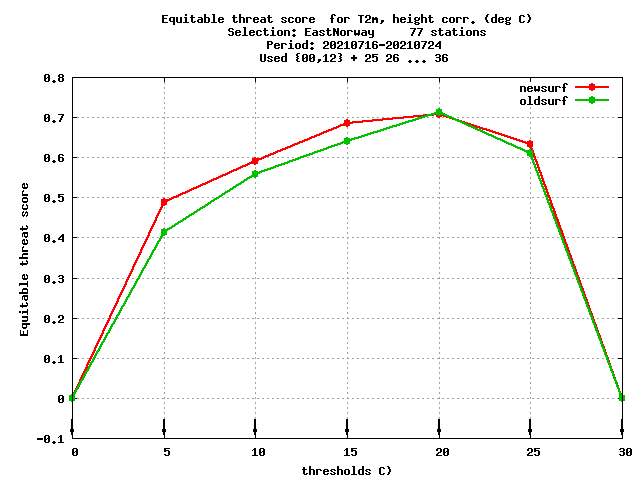 Equitable threat score  for T2m, height corr. (deg C)
Selection: EastNorway     77 stations
Period: 20210716-20210724
Used {00,12} + 25 26 ... 36
newsurf
oldsurf
0.8
0.7
0.6
0.5
0.4
0.3
0.2
0.1
0
-0.1
Equitable threat score
0 5 10 15 20 25 30
thresholds C)